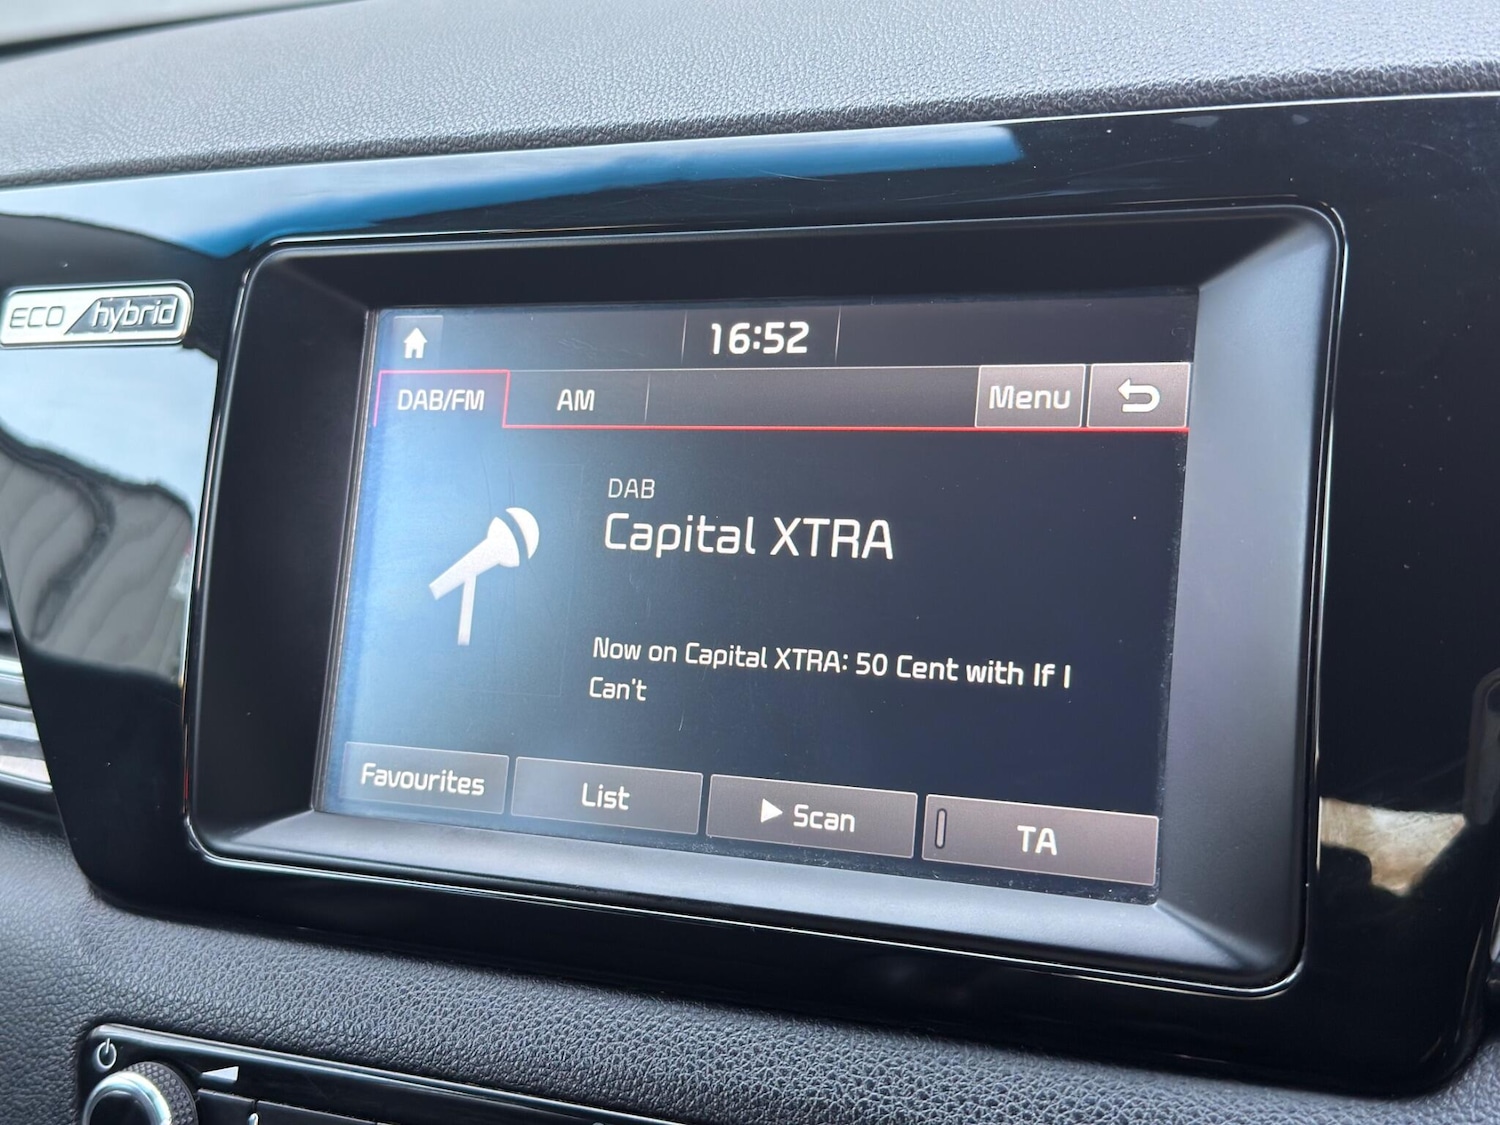 ECO hybrid
16:52
DAB/FM AM Menu
DAB
Capital XTRA
Now on Capital XTRA: 50 Cent with If I
Can't
Favourites List Scan TA